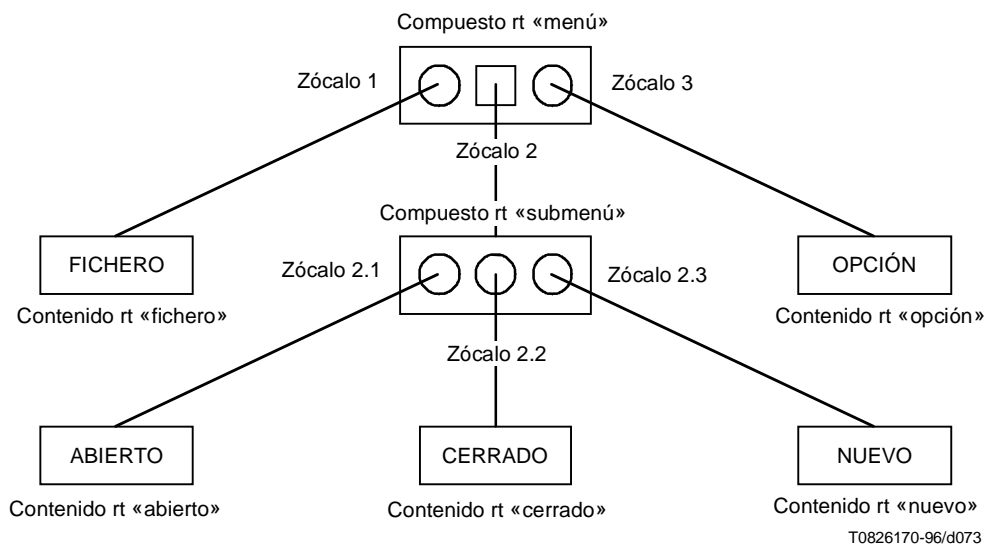 Compuesto rt «menú»
Zócalo 1
Zócalo 3
Zócalo 2
Compuesto rt «submenú»
FICHERO
Zócalo 2.1
Zócalo 2.3
OPCIÓN
Contenido rt «fichero»
Contenido rt «opción»
Zócalo 2.2
ABIERTO
CERRADO
NUEVO
Contenido rt «abierto»
Contenido rt «cerrado»
Contenido rt «nuevo»
T0826170-96/d073